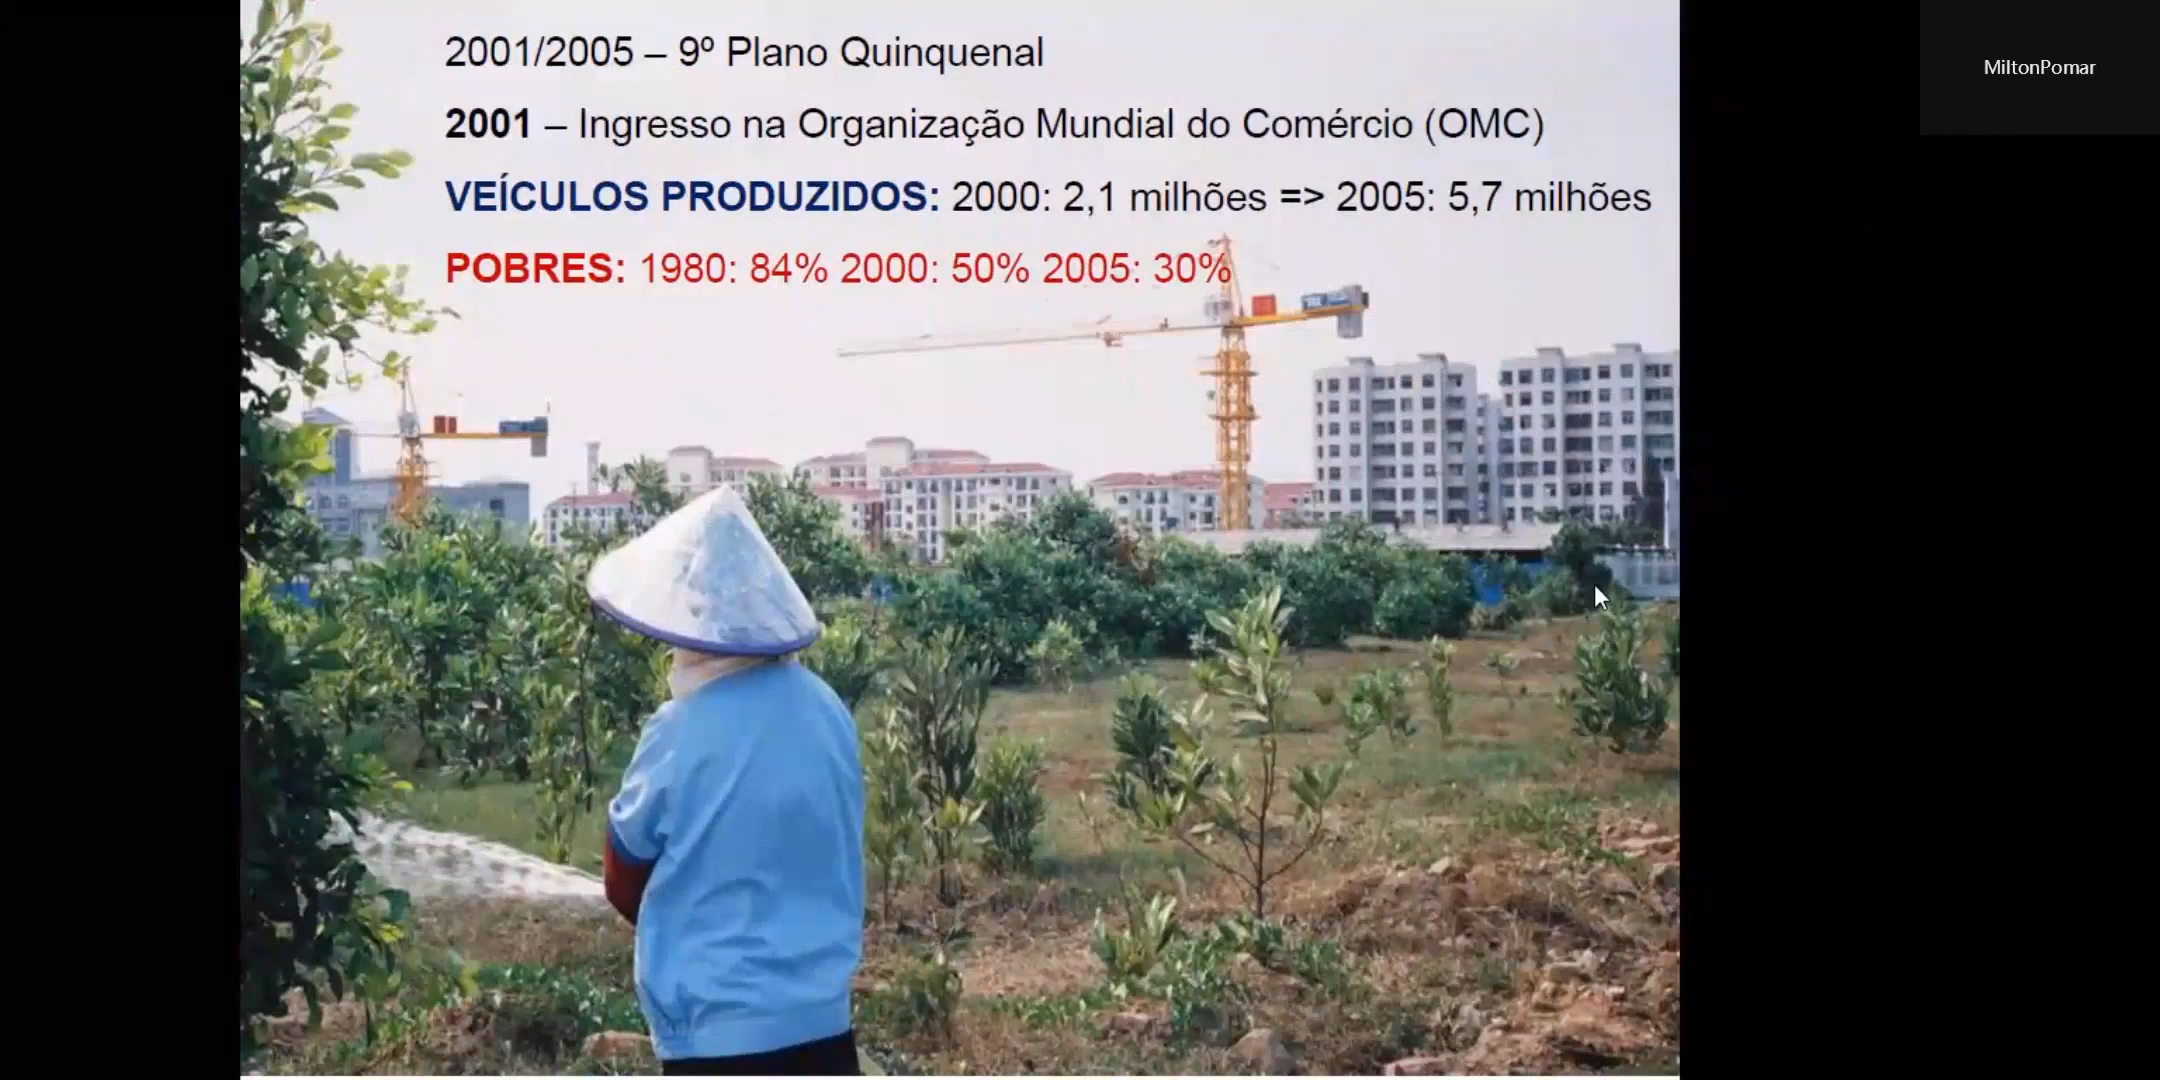 2001/2005 – 9º Plano Quinquenal
2001 – Ingresso na Organização Mundial do Comércio (OMC)
VEÍCULOS PRODUZIDOS: 2000: 2,1 milhões => 2005: 5,7 milhões
POBRES: 1980: 84% 2000: 50% 2005: 30%
MiltonPomar